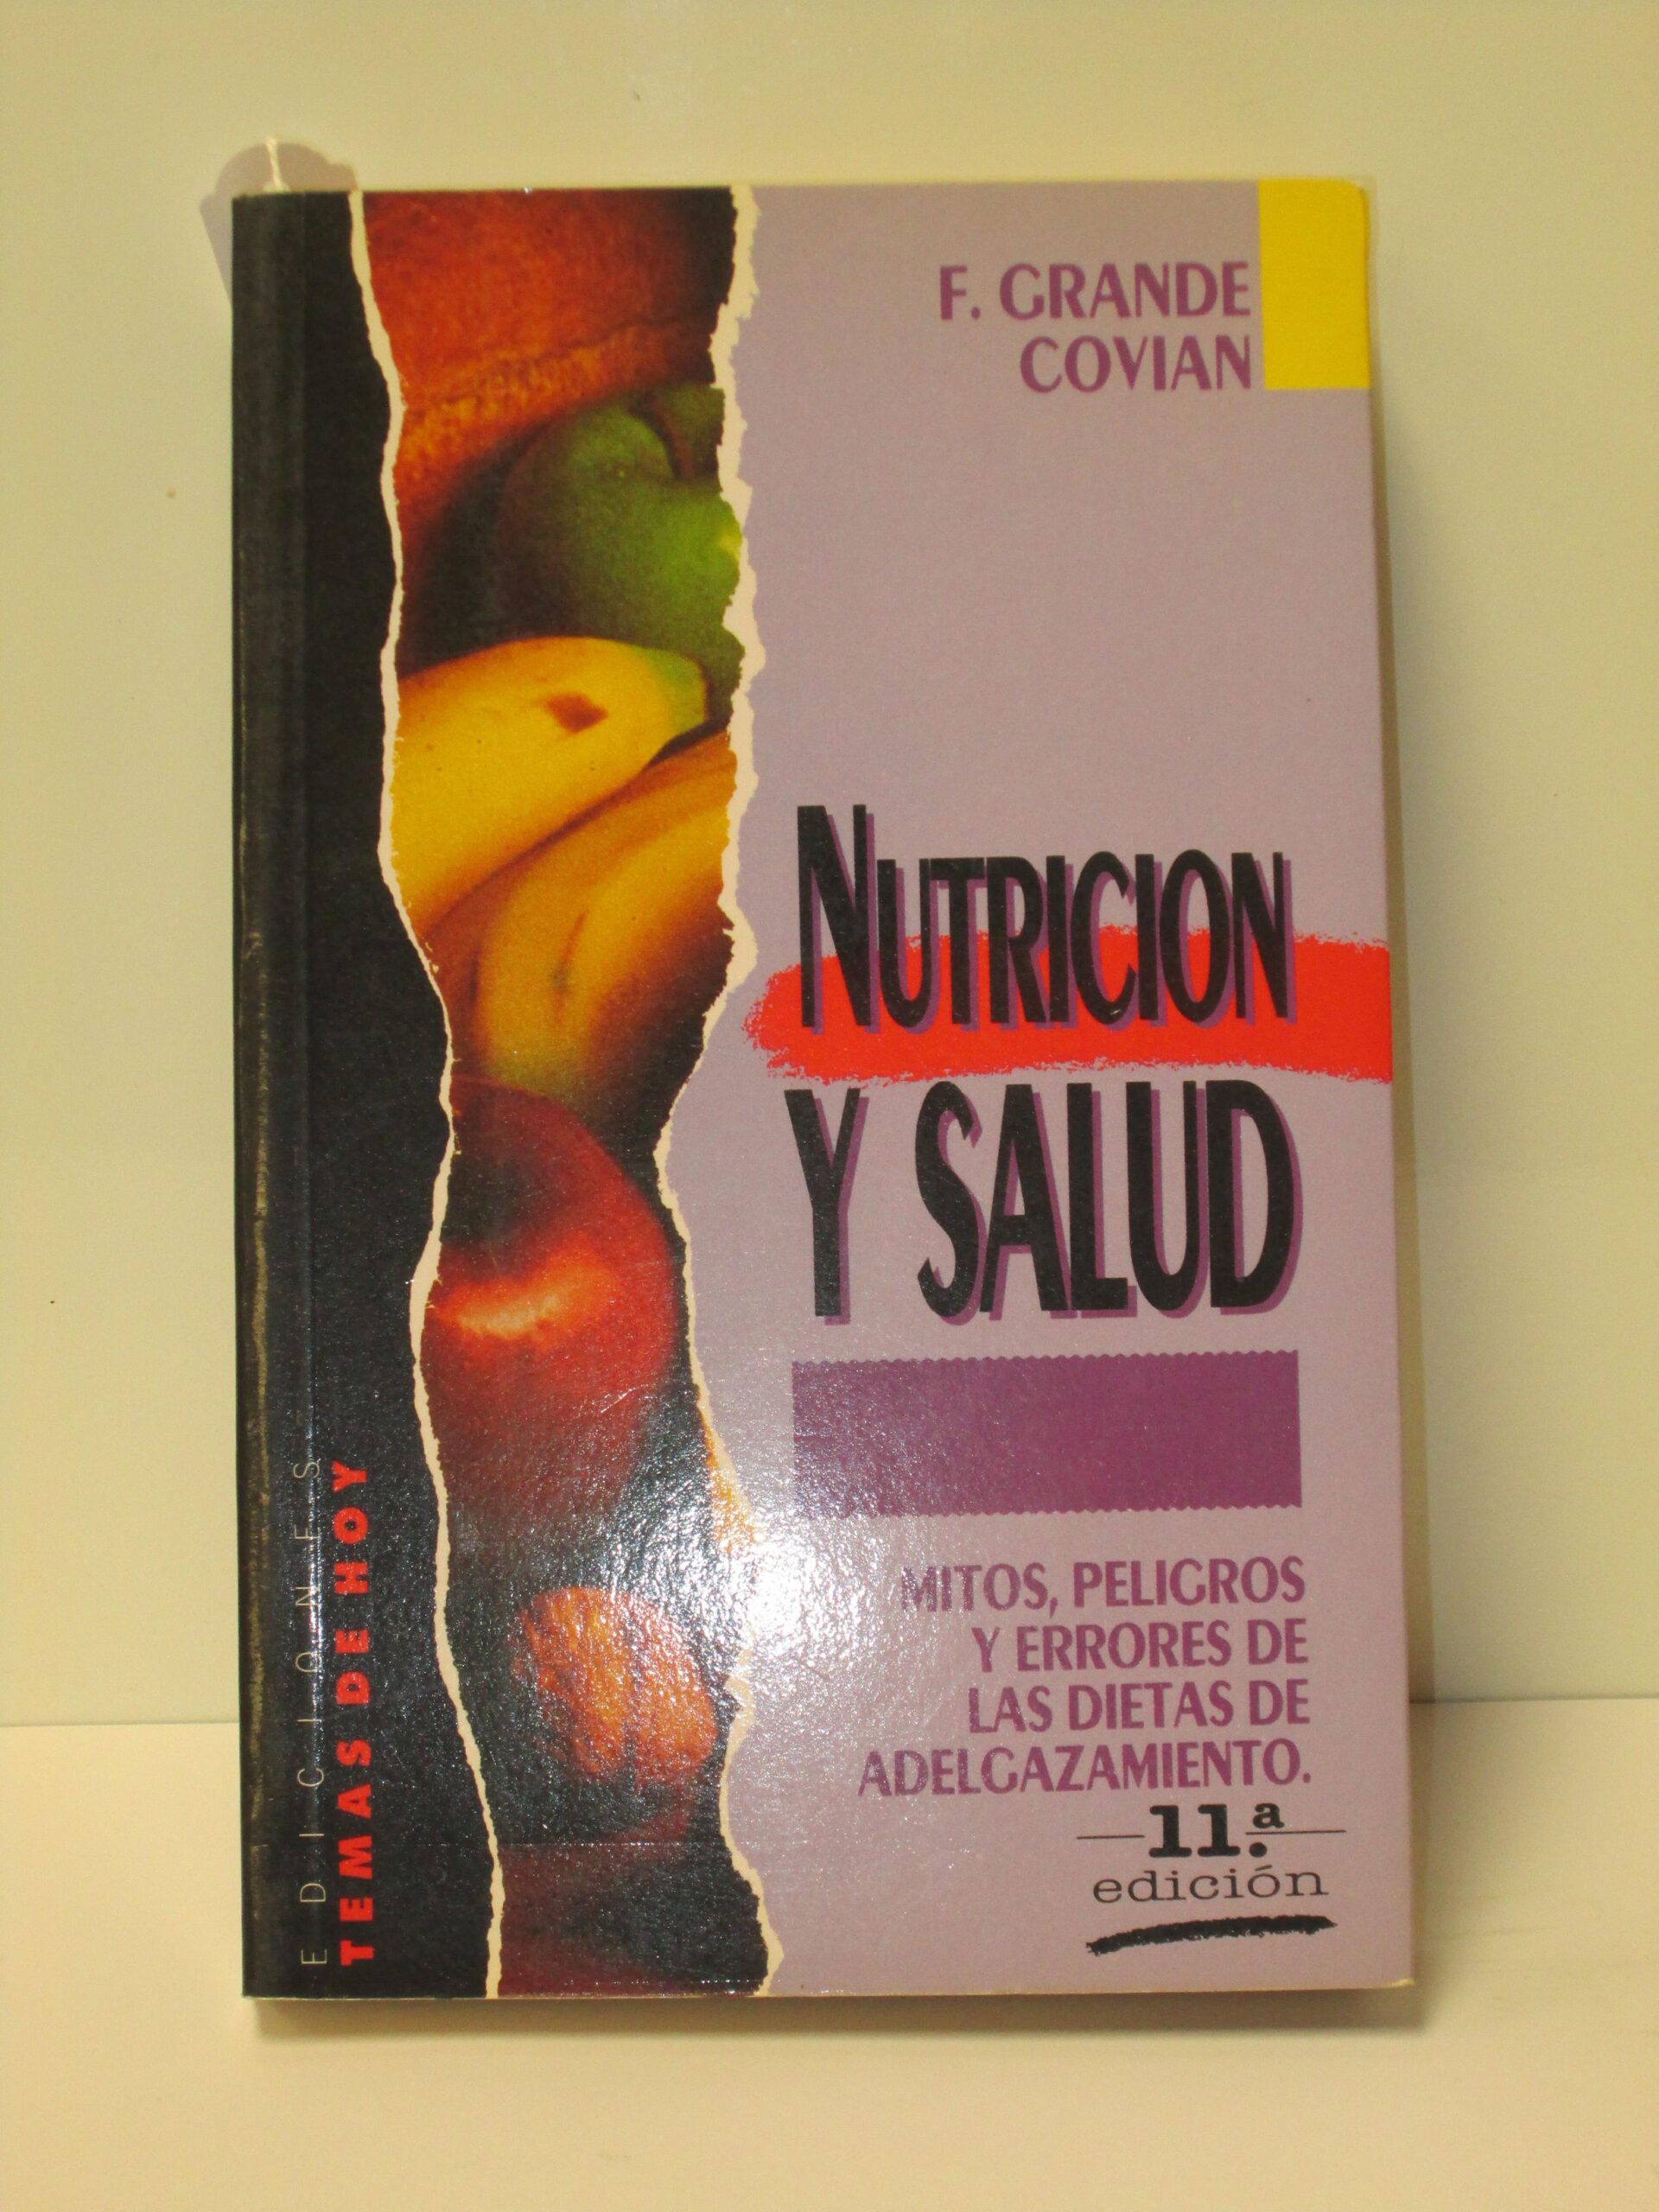 F. GRANDE
COVIAN
NUTRICION
Y SALUD
MITOS, PELIGROS
Y ERRORES DE
LAS DIETAS DE
ADELGAZAMIENTO.
11.ª
edición
EDICIONES
TEMAS DE HOY